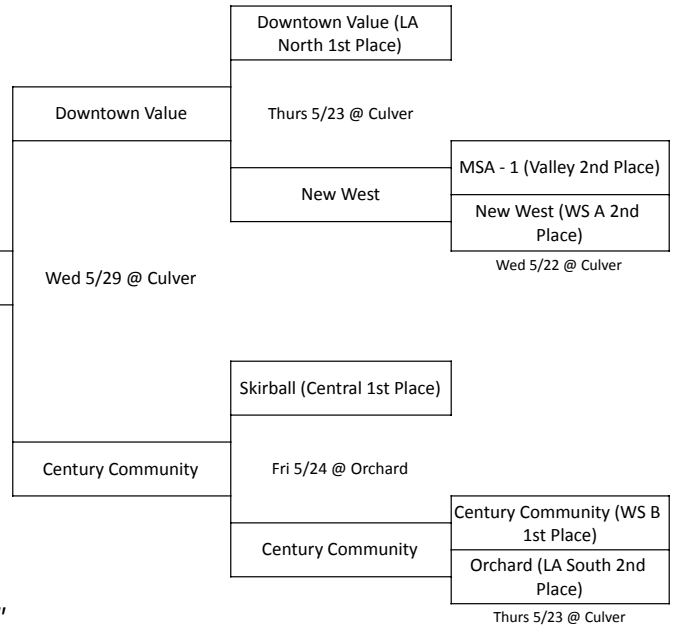 Downtown Value (LA
North 1st Place)
Downtown Value
Thurs 5/23 @ Culver
MSA - 1 (Valley 2nd Place)
New West
New West (WS A 2nd
Place)
Wed 5/22 @ Culver
Wed 5/29 @ Culver
Skirball (Central 1st Place)
Century Community
Fri 5/24 @ Orchard
Century Community (WS B
1st Place)
Century Community
Orchard (LA South 2nd
Place)
Thurs 5/23 @ Culver
"